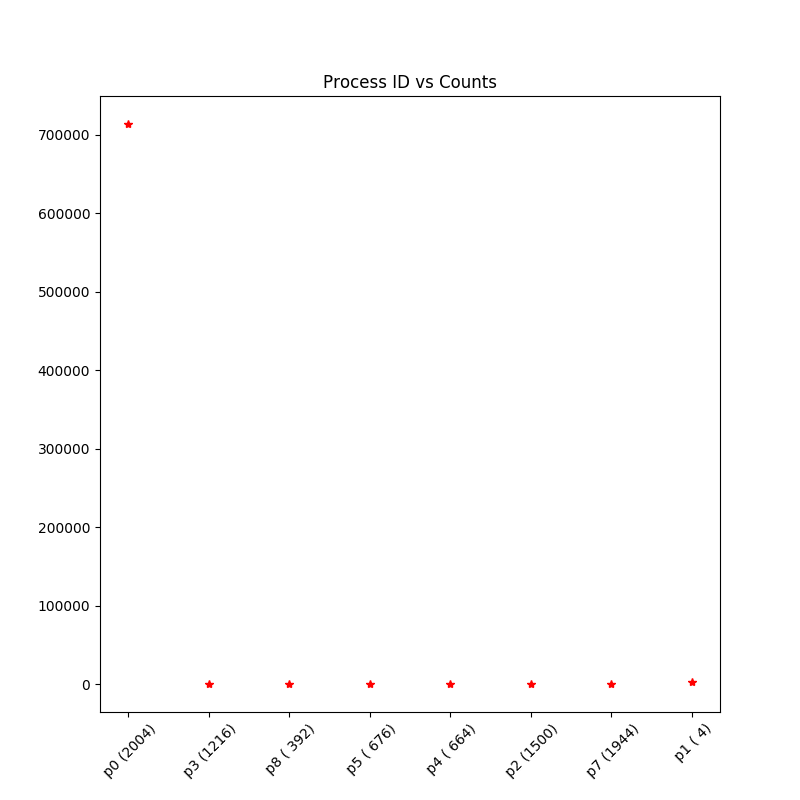 Process ID vs Counts
700000
600000
500000
400000
300000
200000
100000
0
p0 (2004)
p3 (1216)
p8 ( 392)
p5 ( 676)
p4 ( 664)
p2 (1500)
p7 (1944)
p1 ( 4)